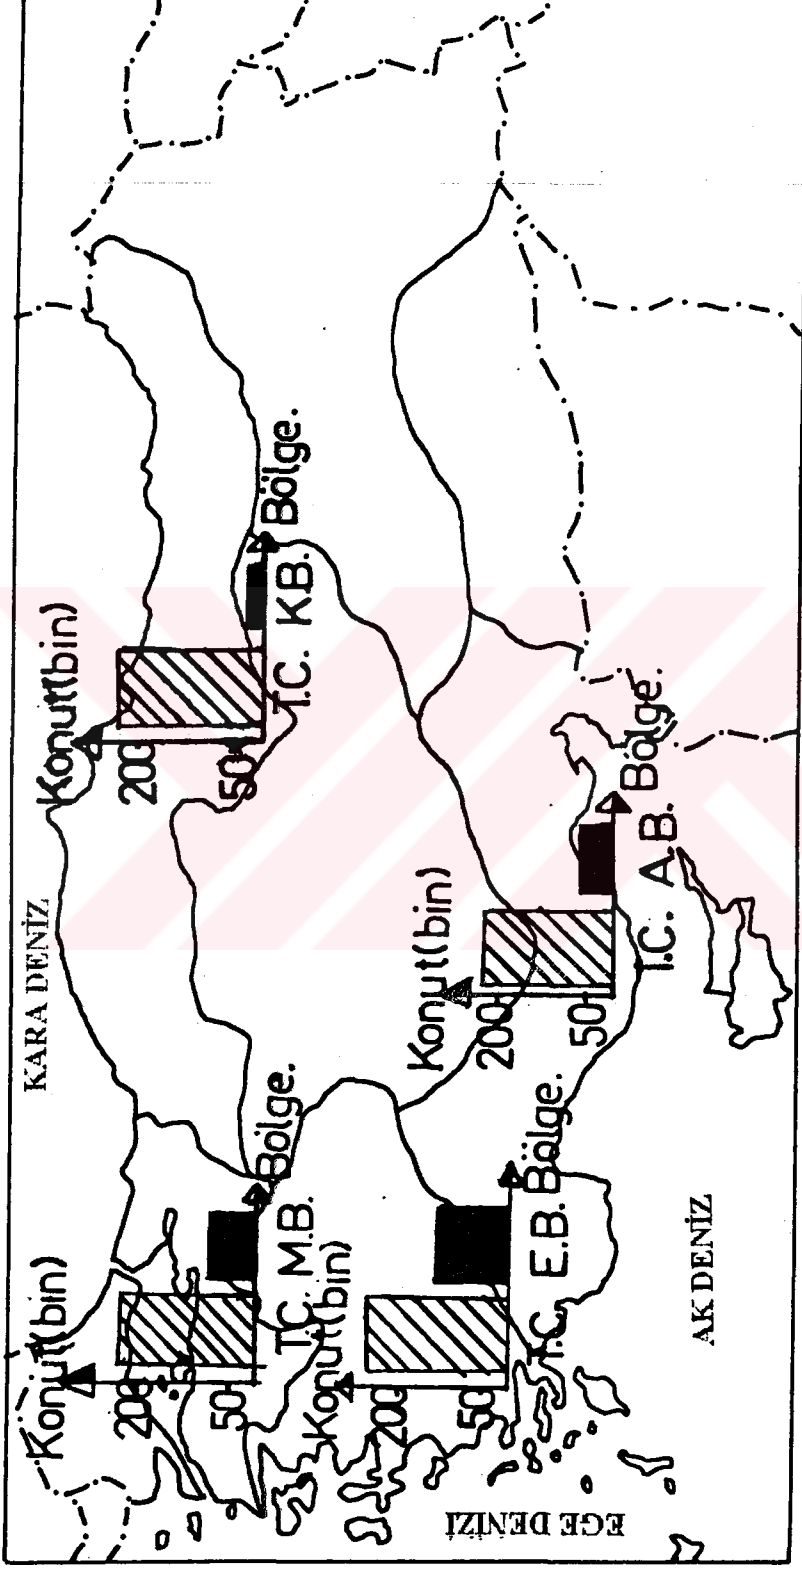 KARA DENİZ
Konut(bin)
200
50
T.C. M.B.
Bölge.
Konut(bin)
200
50
T.C. K.B.
Bölge.
Konut(bin)
200
50
T.C. E.B.
Bölge.
Konut(bin)
200
50
T.C. A.B.
Bölge.
EGE DENİZİ
AK DENİZ